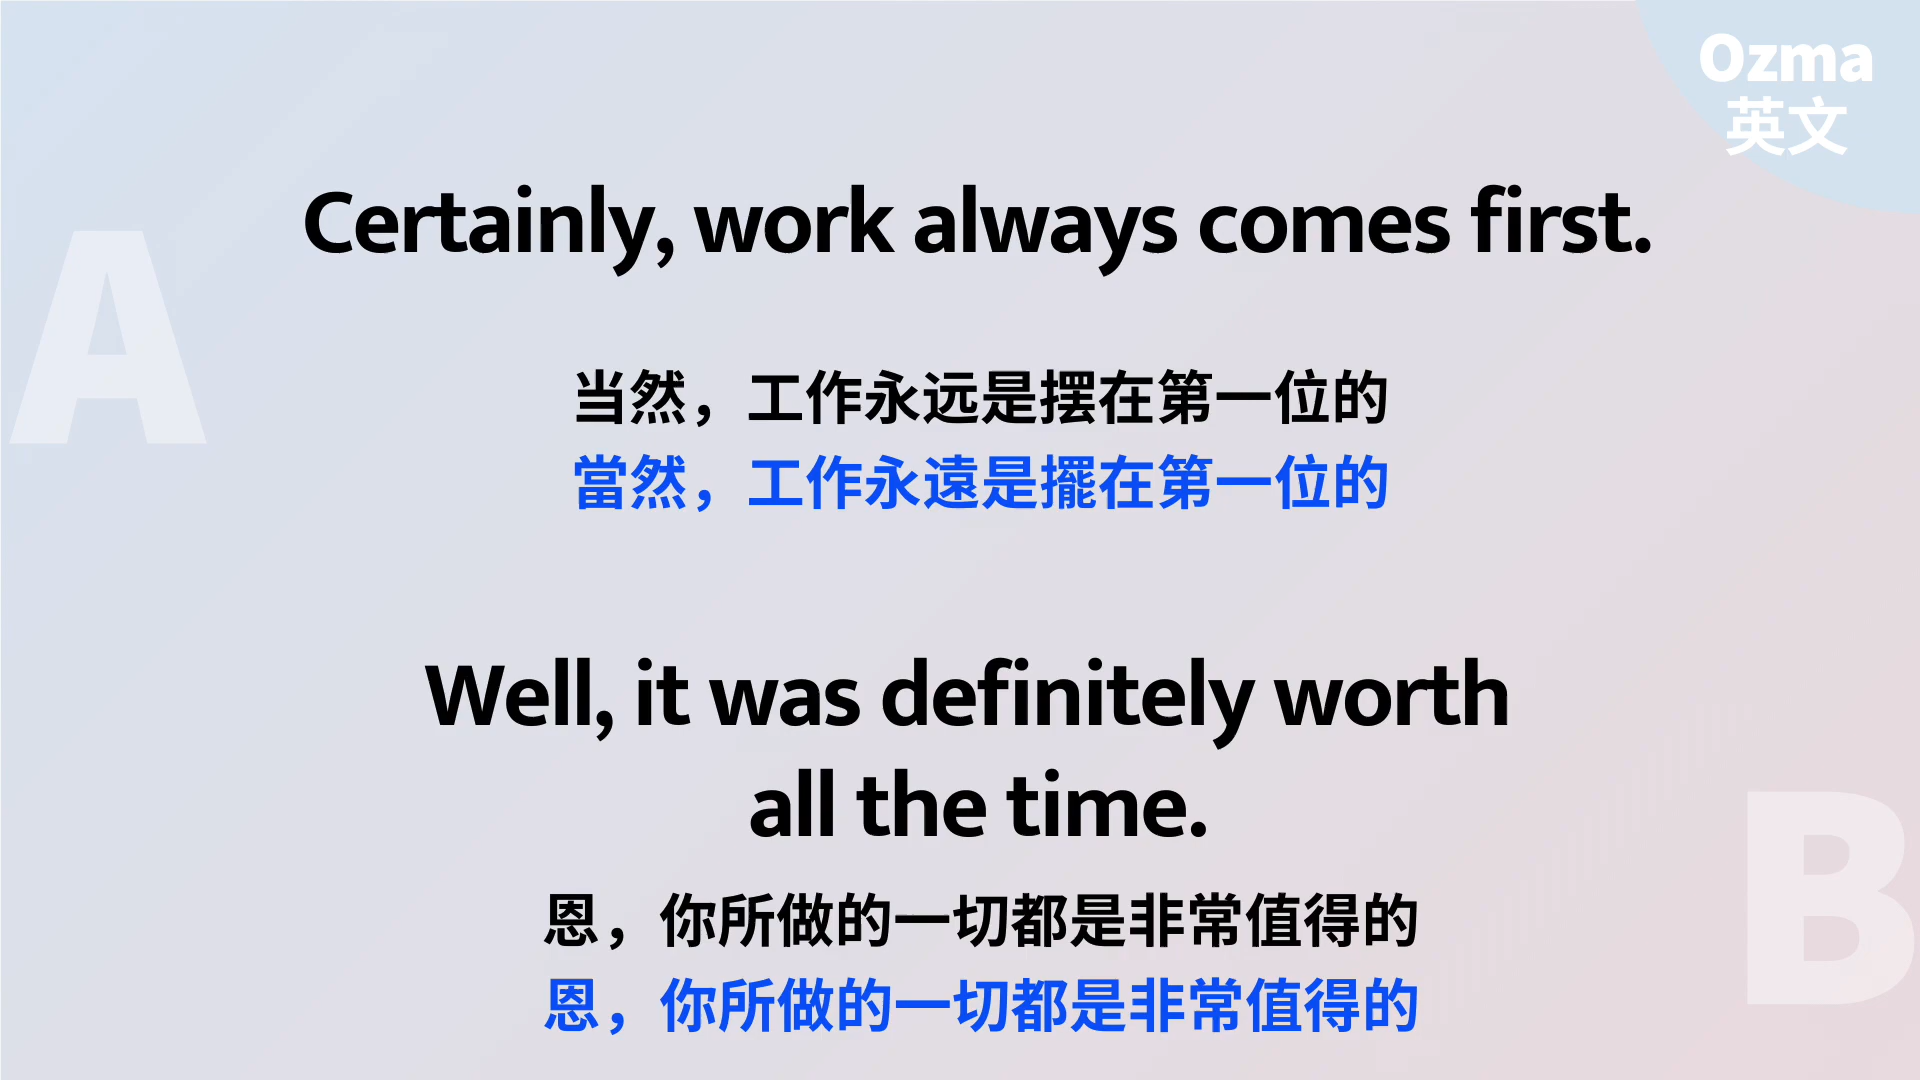 Ozma
英文
A
Certainly, work always comes first.
当然，工作永远是摆在第一位的
當然，工作永遠是擺在第一位的
Well, it was definitely worth
all the time.
B
恩，你所做的一切都是非常值得的
恩，你所做的一切都是非常值得的